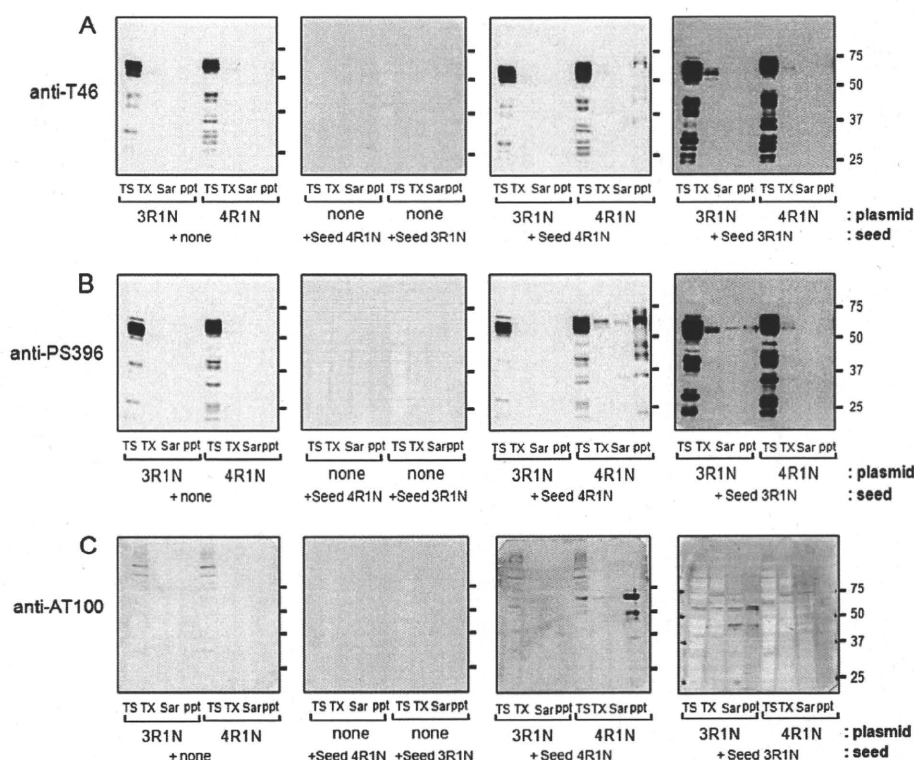 A
anti-T46
75
50
37
25
TS TX Sar ppt TS TX Sar ppt
TS TX Sar ppt TS TX Sar ppt
TS TX Sar ppt TS TX Sar ppt
TS TX Sar ppt TS TX Sar ppt
3R1N 4R1N none none 3R1N 4R1N 3R1N 4R1N : plasmid
+ none +Seed 4R1N +Seed 3R1N + Seed 4R1N + Seed 3R1N : seed
B
anti-PS396
75
50
37
25
TS TX Sar ppt TS TX Sar ppt
TS TX Sar ppt TS TX Sar ppt
TS TX Sar ppt TS TX Sar ppt
TS TX Sar ppt TS TX Sar ppt
3R1N 4R1N none none 3R1N 4R1N 3R1N 4R1N : plasmid
+ none +Seed 4R1N +Seed 3R1N + Seed 4R1N + Seed 3R1N : seed
C
anti-AT100
75
50
37
25
TS TX Sar ppt TS TX Sar ppt
TS TX Sar ppt TS TX Sar ppt
TS TX Sar ppt TS TX Sar ppt
TS TX Sar ppt TS TX Sar ppt
3R1N 4R1N none none 3R1N 4R1N 3R1N 4R1N : plasmid
+ none +Seed 4R1N +Seed 3R1N + Seed 4R1N + Seed 3R1N : seed